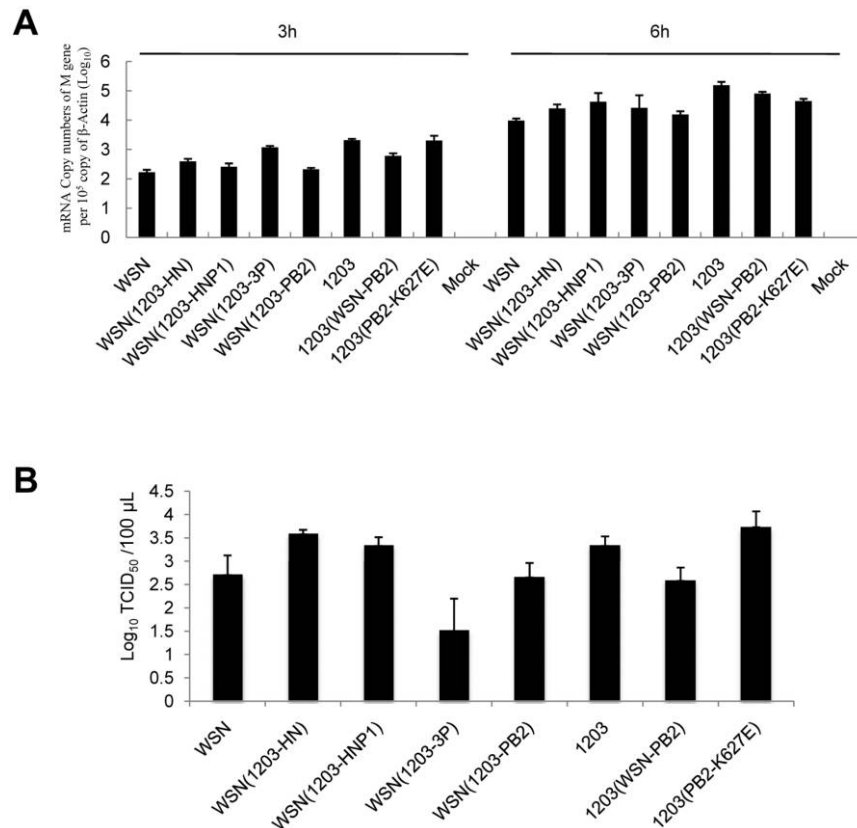 A
3h 6h
mRNA Copy numbers of M gene
per 10⁵ copy of β-Actin (Log₁₀)
6
5
4
3
2
1
0
WSN
WSN(1203-HN)
WSN(1203-HNP1)
WSN(1203-3P)
WSN(1203-PB2)
1203
1203(WSN-PB2)
1203(PB2-K627E)
Mock
WSN
WSN(1203-HN)
WSN(1203-HNP1)
WSN(1203-3P)
WSN(1203-PB2)
1203
1203(WSN-PB2)
1203(PB2-K627E)
Mock
B
Log₁₀ TCID₅₀ /100 µL
4.5
4
3.5
3
2.5
2
1.5
1
0.5
0
WSN
WSN(1203-HN)
WSN(1203-HNP1)
WSN(1203-3P)
WSN(1203-PB2)
1203
1203(WSN-PB2)
1203(PB2-K627E)